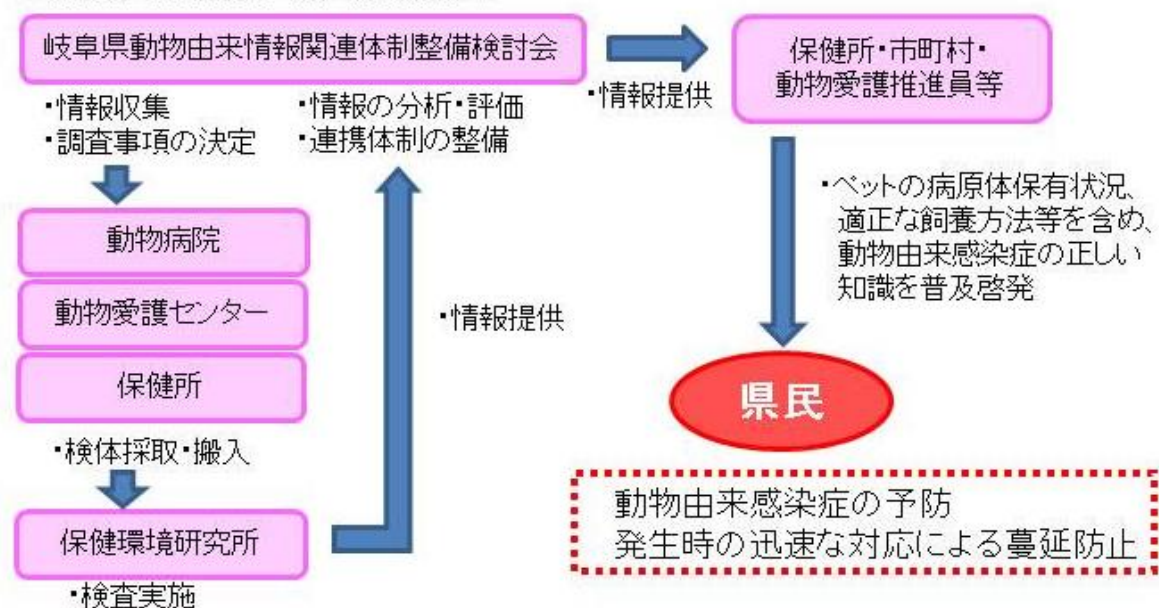 岐阜県動物由来情報関連体制整備検討会
・情報収集
・調査事項の決定
・情報の分析・評価
・連携体制の整備
・情報提供
保健所・市町村・
動物愛護推進員等
動物病院
動物愛護センター
保健所
・検体採取・搬入
保健環境研究所
・検査実施
・情報提供
・ペットの病原体保有状況、
適正な飼養方法等を含め、
動物由来感染症の正しい
知識を普及啓発
県民
動物由来感染症の予防
発生時の迅速な対応による蔓延防止